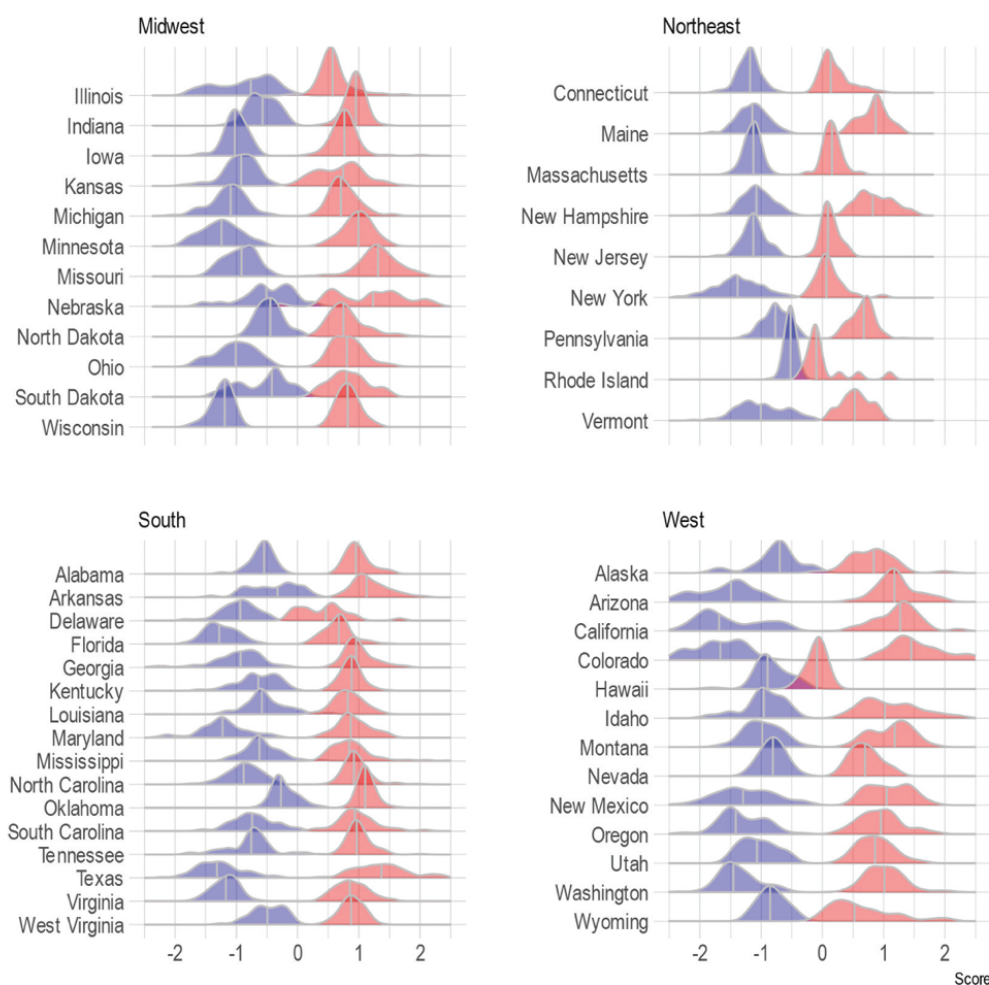 Midwest
Illinois
Indiana
Iowa
Kansas
Michigan
Minnesota
Missouri
Nebraska
North Dakota
Ohio
South Dakota
Wisconsin
Northeast
Connecticut
Maine
Massachusetts
New Hampshire
New Jersey
New York
Pennsylvania
Rhode Island
Vermont
South
Alabama
Arkansas
Delaware
Florida
Georgia
Kentucky
Louisiana
Maryland
Mississippi
North Carolina
Oklahoma
South Carolina
Tennessee
Texas
Virginia
West Virginia
-2 -1 0 1 2
West
Alaska
Arizona
California
Colorado
Hawaii
Idaho
Montana
Nevada
New Mexico
Oregon
Utah
Washington
Wyoming
-2 -1 0 1 2
Score